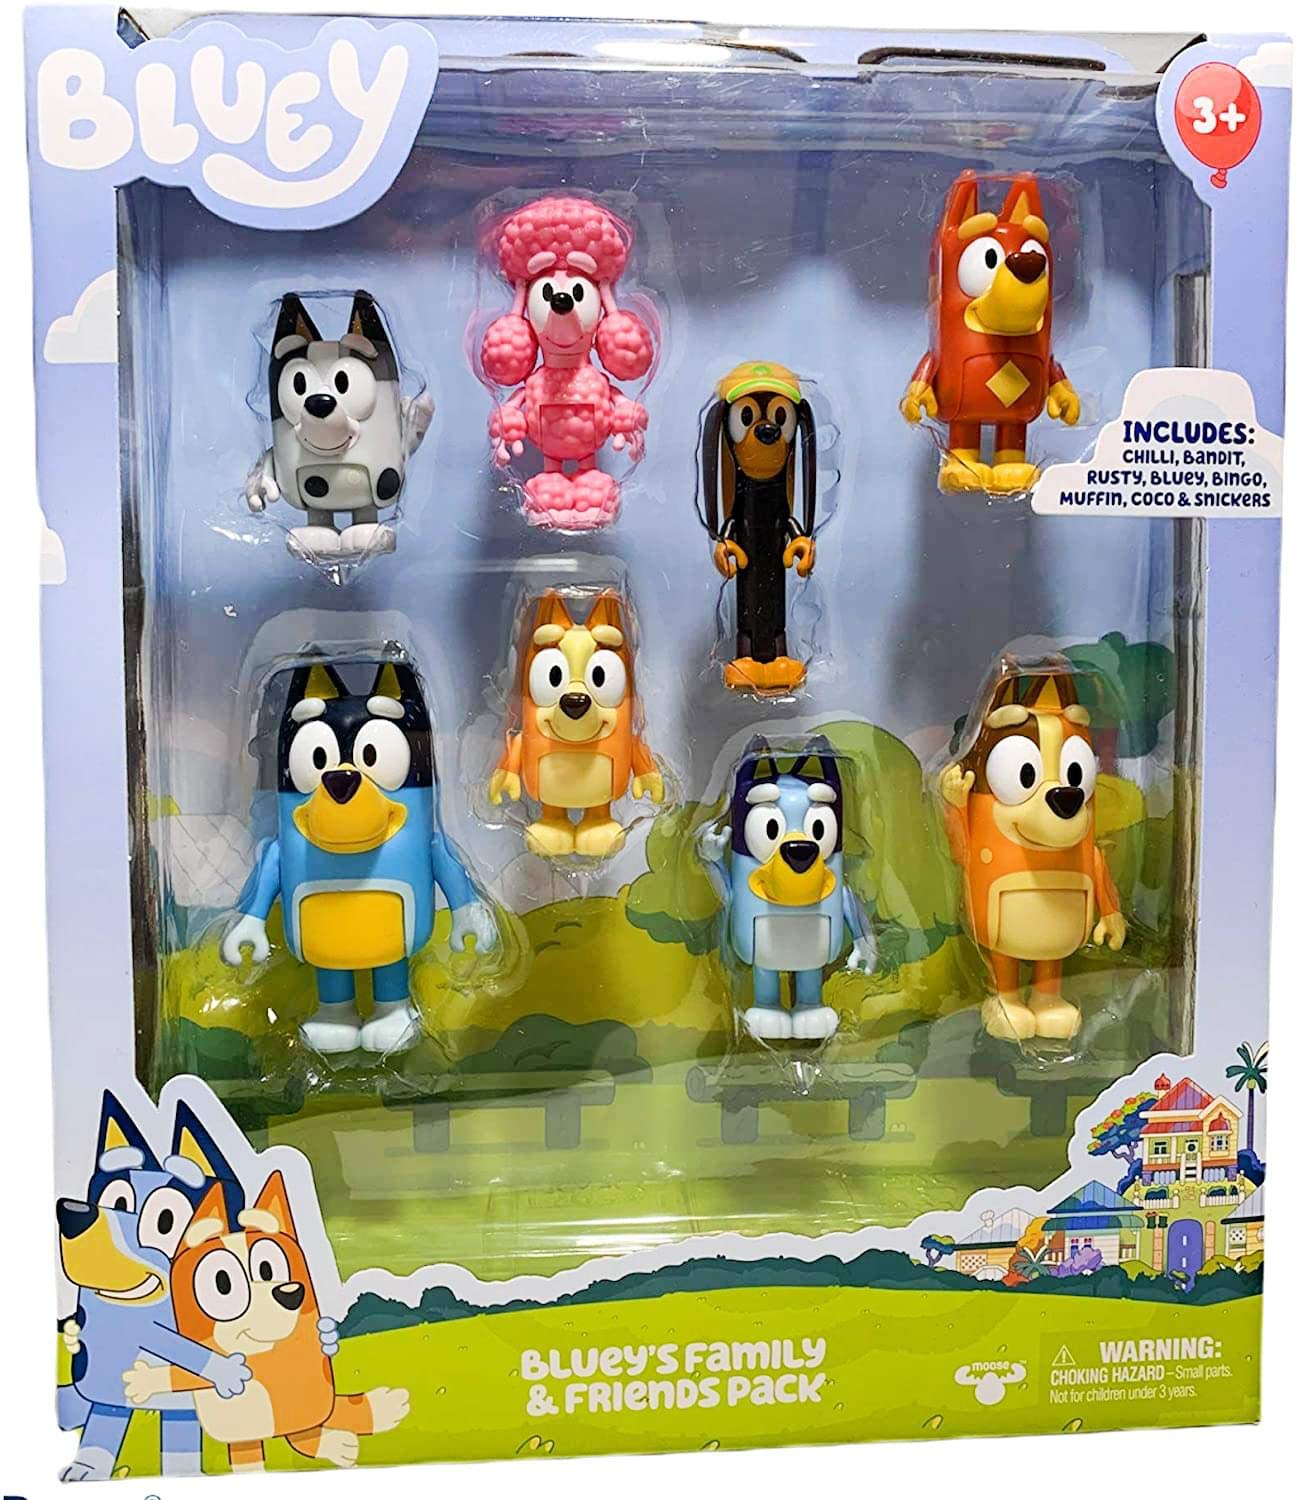 BLUEY
3+
INCLUDES:
CHILLI, BANDIT,
RUSTY, BLUEY, BINGO,
MUFFIN, COCO & SNICKERS
BLUEY'S FAMILY
& FRIENDS PACK
moose™
WARNING:
CHOKING HAZARD – Small parts.
Not for children under 3 years.